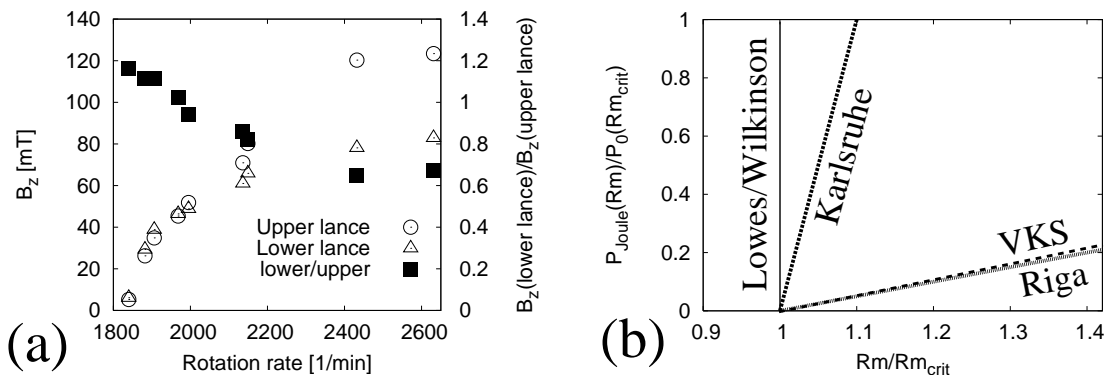 140
120
100
80
60
40
20
0
B_z [mT]
1800
2000
2200
2400
2600
Rotation rate [1/min]
1.4
1.2
1
0.8
0.6
0.4
0.2
0
B_z(lower lance)/B_z(upper lance)
Upper lance
Lower lance
lower/upper
(a)
1
0.8
0.6
0.4
0.2
0
P_Joule(Rm)/P_0(Rm_crit)
0.9
1
1.1
1.2
1.3
1.4
Rm/Rm_crit
Lowes/Wilkinson
Karlsruhe
VKS
Riga
(b)